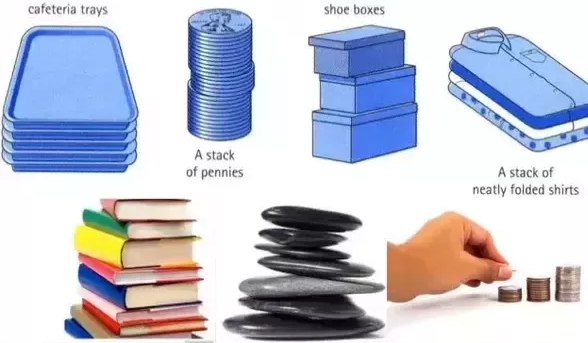 cafeteria trays
shoe boxes
A stack
of pennies
A stack of
neatly folded shirts